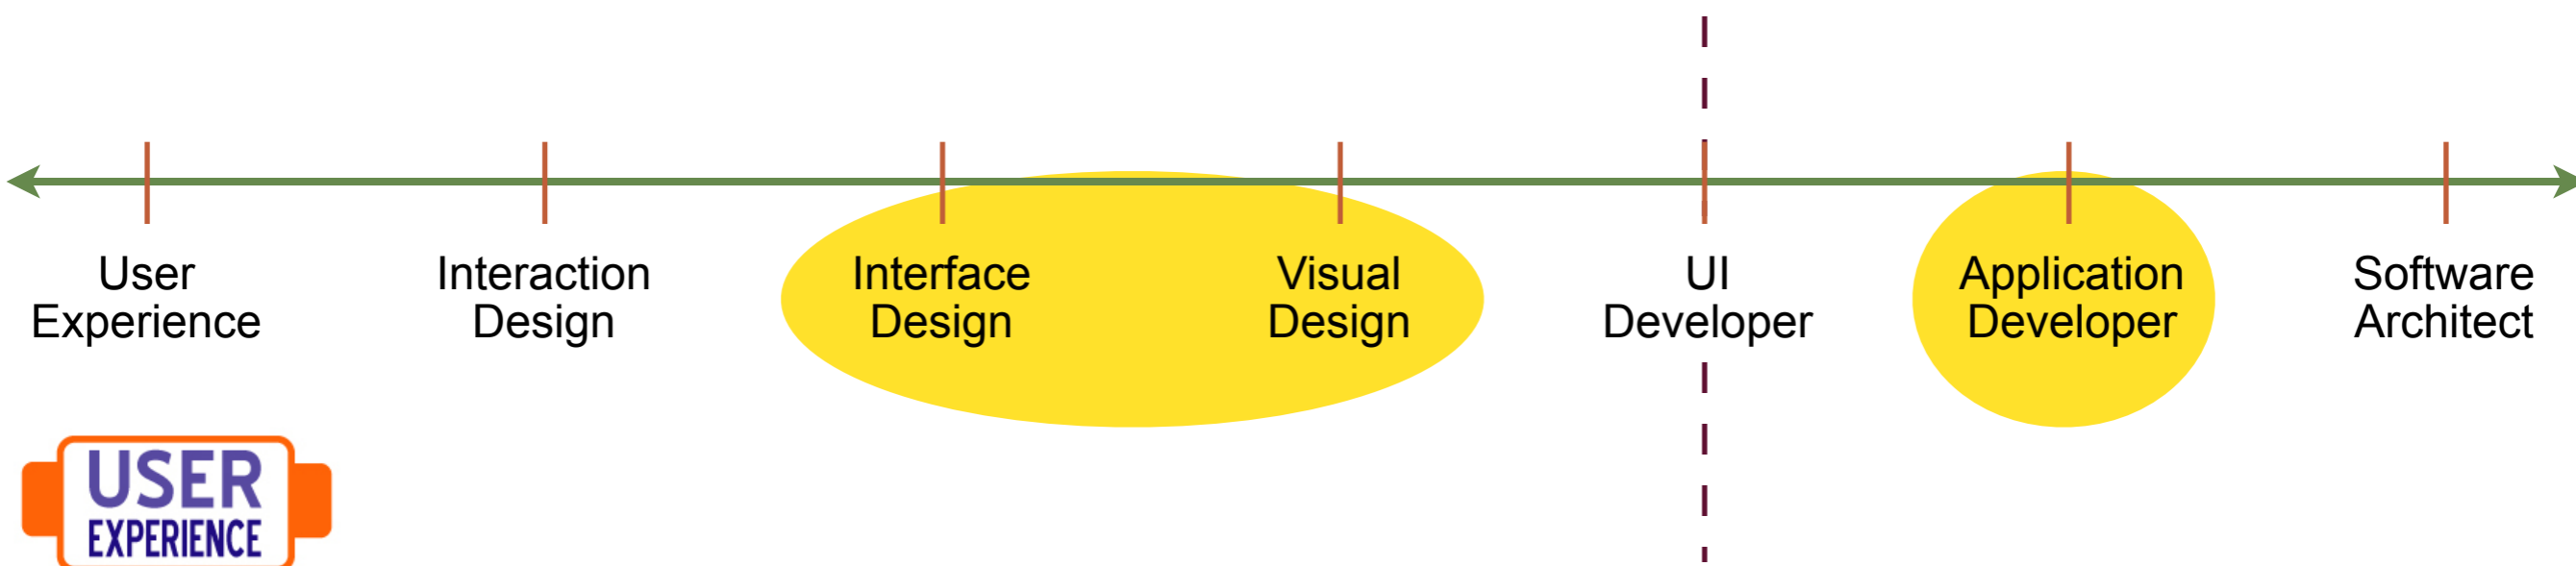 User
Experience
Interaction
Design
Interface
Design
Visual
Design
UI
Developer
Application
Developer
Software
Architect
USER
EXPERIENCE